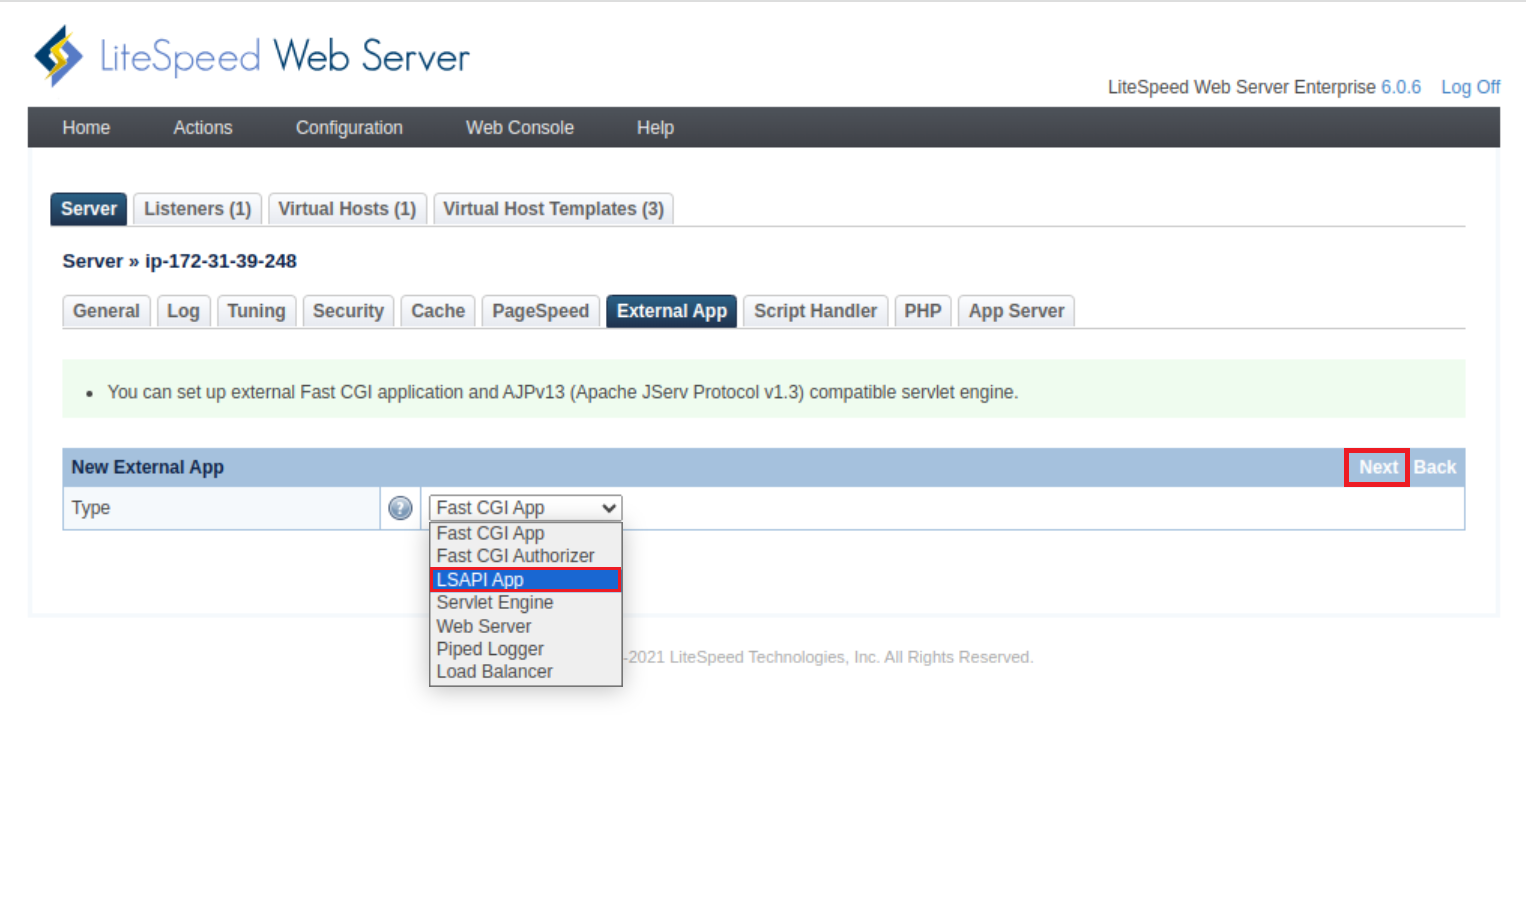 LiteSpeed Web Server
LiteSpeed Web Server Enterprise 6.0.6 Log Off
Home Actions Configuration Web Console Help
Server Listeners (1) Virtual Hosts (1) Virtual Host Templates (3)
Server » ip-172-31-39-248
General Log Tuning Security Cache PageSpeed External App Script Handler PHP App Server
• You can set up external Fast CGI application and AJPv13 (Apache JServ Protocol v1.3) compatible servlet engine.
New External App Next Back
Type ? Fast CGI App
Fast CGI App
Fast CGI Authorizer
LSAPI App
Servlet Engine
Web Server
Piped Logger
Load Balancer
-2021 LiteSpeed Technologies, Inc. All Rights Reserved.